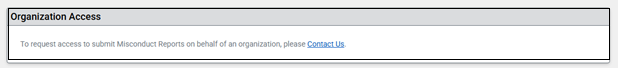 Organization Access
To request access to submit Misconduct Reports on behalf of an organization, please Contact Us.